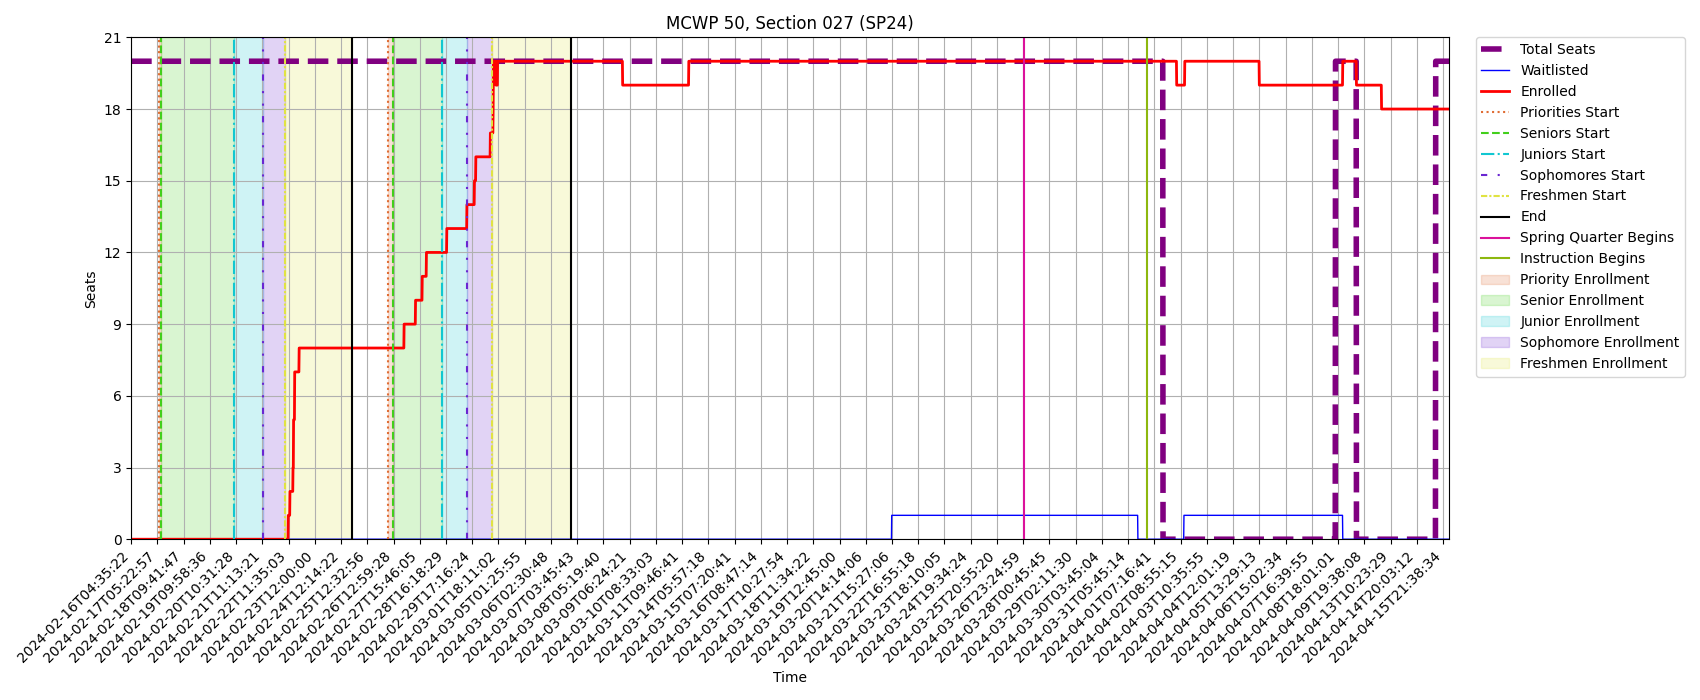 MCWP 50, Section 027 (SP24)
21
18
15
12
9
6
3
0
Seats
2024-02-16T04:35:22
2024-02-17T05:22:57
2024-02-18T09:41:47
2024-02-19T09:58:36
2024-02-20T10:31:28
2024-02-21T11:13:21
2024-02-22T11:35:03
2024-02-23T12:00:00
2024-02-24T12:14:22
2024-02-25T12:32:56
2024-02-26T12:59:28
2024-02-27T15:46:05
2024-02-28T16:18:29
2024-02-29T17:16:24
2024-03-01T18:11:02
2024-03-05T01:25:55
2024-03-06T02:30:48
2024-03-07T03:45:43
2024-03-08T05:19:40
2024-03-09T06:24:21
2024-03-10T08:33:03
2024-03-11T09:46:41
2024-03-14T05:57:18
2024-03-15T07:20:41
2024-03-16T08:47:14
2024-03-17T10:27:54
2024-03-18T11:34:22
2024-03-19T12:45:00
2024-03-20T14:14:06
2024-03-21T15:27:06
2024-03-22T16:55:18
2024-03-23T18:10:05
2024-03-24T19:34:24
2024-03-25T20:55:20
2024-03-26T23:24:59
2024-03-28T00:45:45
2024-03-29T02:11:30
2024-03-30T03:45:04
2024-03-31T05:45:14
2024-04-01T07:16:41
2024-04-02T08:55:15
2024-04-03T10:35:55
2024-04-04T12:01:19
2024-04-05T13:29:13
2024-04-06T15:02:34
2024-04-07T16:39:55
2024-04-08T18:01:01
2024-04-09T19:38:08
2024-04-13T10:23:29
2024-04-14T20:03:12
2024-04-15T21:38:34
Time
Total Seats
Waitlisted
Enrolled
Priorities Start
Seniors Start
Juniors Start
Sophomores Start
Freshmen Start
End
Spring Quarter Begins
Instruction Begins
Priority Enrollment
Senior Enrollment
Junior Enrollment
Sophomore Enrollment
Freshmen Enrollment